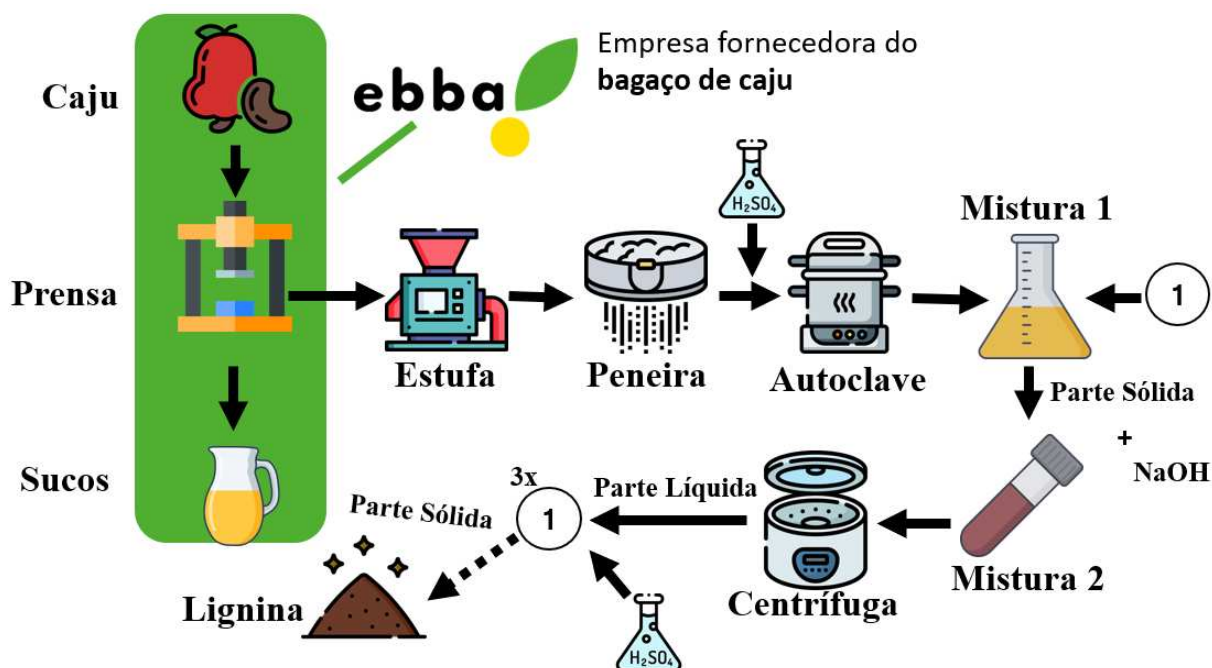 Caju
ebba
Empresa fornecedora do
bagaço de caju
Prensa
H₂SO₄
Mistura 1
1
Estufa
Peneira
Autoclave
Parte Sólida
+
NaOH
Sucos
Parte Sólida
3x
1
Parte Líquida
Lignina
H₂SO₄
Centrífuga
Mistura 2